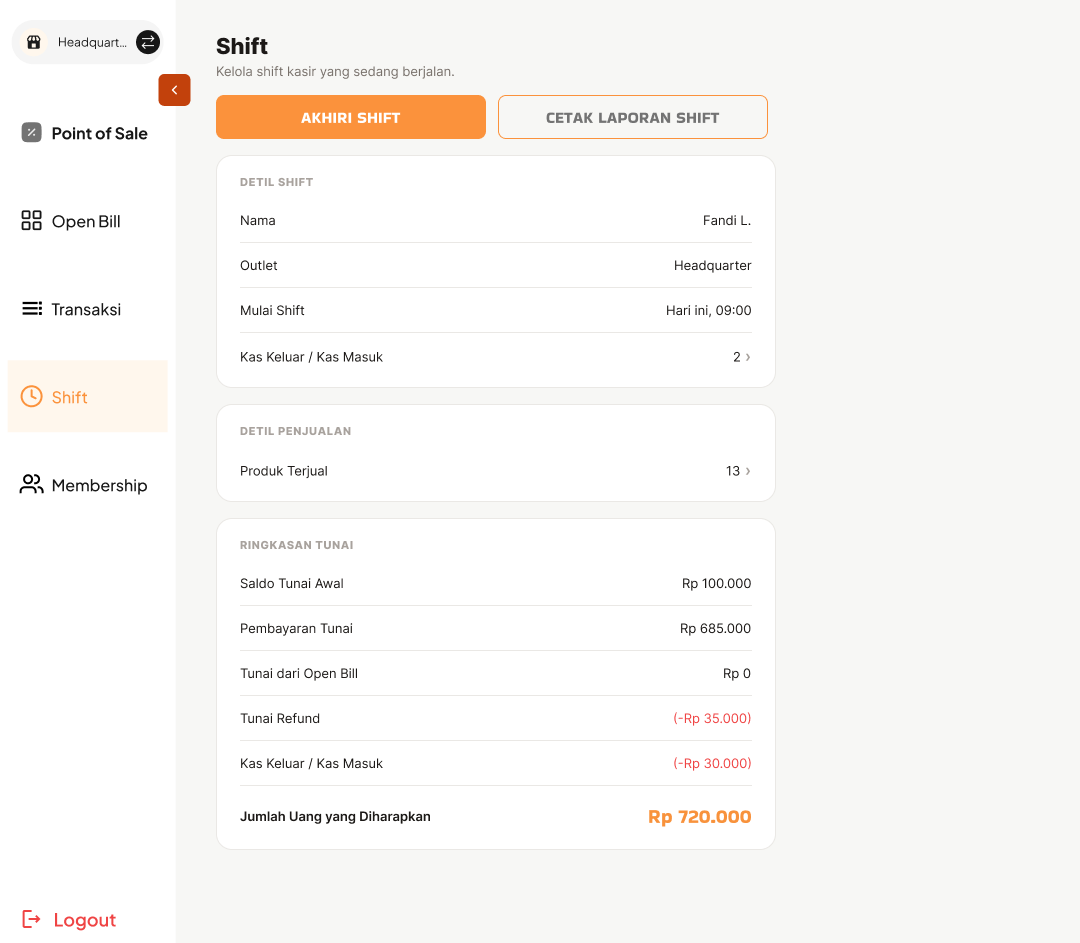 Headquart...
Point of Sale
Open Bill
Transaksi
Shift
Membership
Logout
Shift
Kelola shift kasir yang sedang berjalan.
AKHIRI SHIFT
CETAK LAPORAN SHIFT
DETIL SHIFT
Nama Fandi L.
Outlet Headquarter
Mulai Shift Hari ini, 09:00
Kas Keluar / Kas Masuk 2 ›
DETIL PENJUALAN
Produk Terjual 13 ›
RINGKASAN TUNAI
Saldo Tunai Awal Rp 100.000
Pembayaran Tunai Rp 685.000
Tunai dari Open Bill Rp 0
Tunai Refund (-Rp 35.000)
Kas Keluar / Kas Masuk (-Rp 30.000)
Jumlah Uang yang Diharapkan Rp 720.000